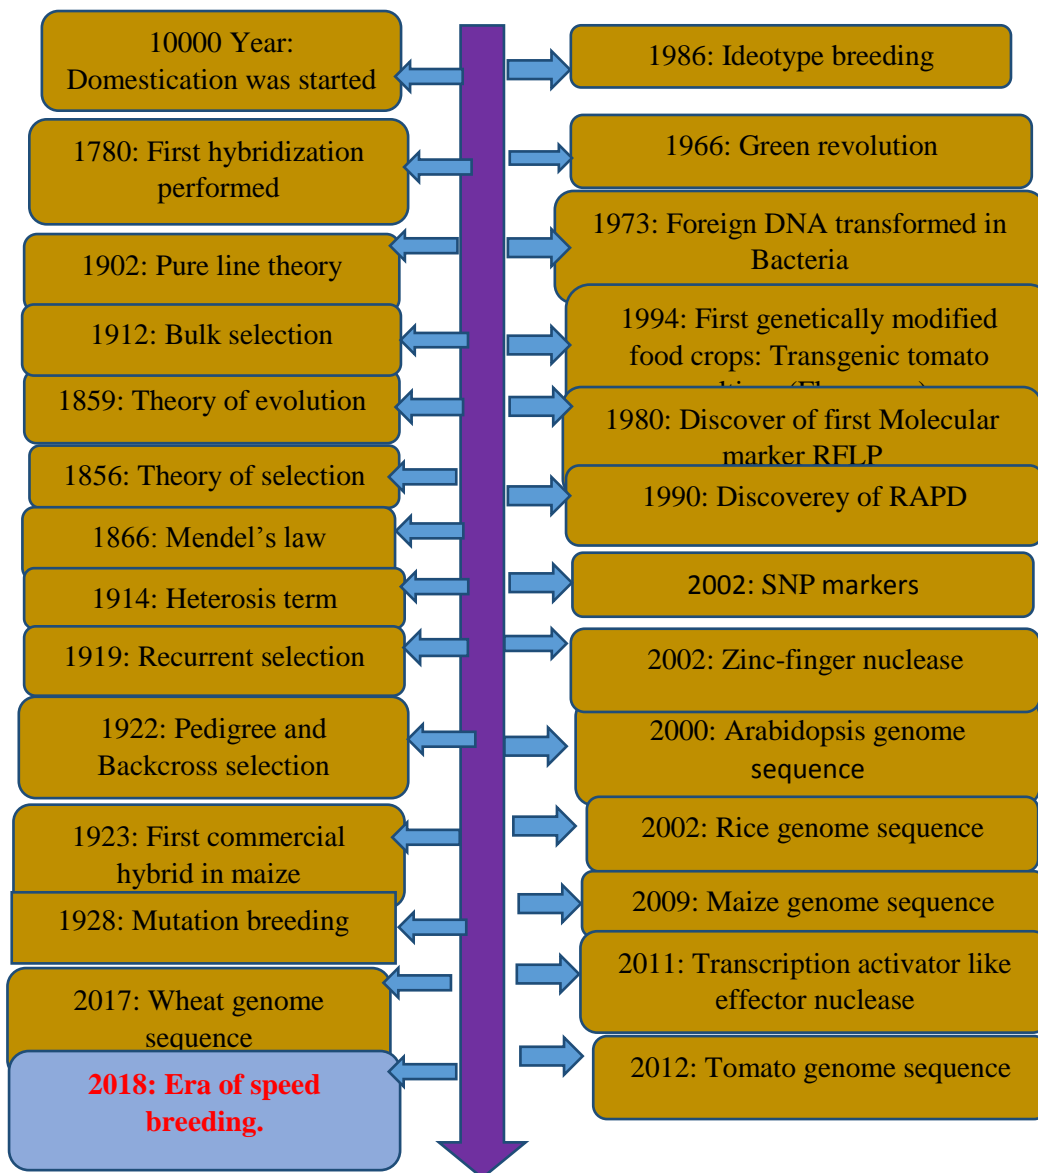 10000 Year:
Domestication was started
1780: First hybridization
performed
1902: Pure line theory
1912: Bulk selection
1859: Theory of evolution
1856: Theory of selection
1866: Mendel’s law
1914: Heterosis term
1919: Recurrent selection
1922: Pedigree and
Backcross selection
1923: First commercial
hybrid in maize
1928: Mutation breeding
2017: Wheat genome
sequence
2018: Era of speed
breeding.
1986: Ideotype breeding
1966: Green revolution
1973: Foreign DNA transformed in
Bacteria
1994: First genetically modified
food crops: Transgenic tomato
1980: Discover of first Molecular
marker RFLP
1990: Discoverey of RAPD
2002: SNP markers
2002: Zinc-finger nuclease
2000: Arabidopsis genome
sequence
2002: Rice genome sequence
2009: Maize genome sequence
2011: Transcription activator like
effector nuclease
2012: Tomato genome sequence